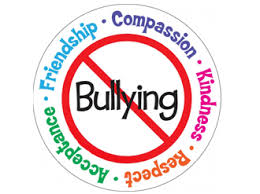 Friendship · Compassion · Kindness · Respect · Acceptance ·
Bullying